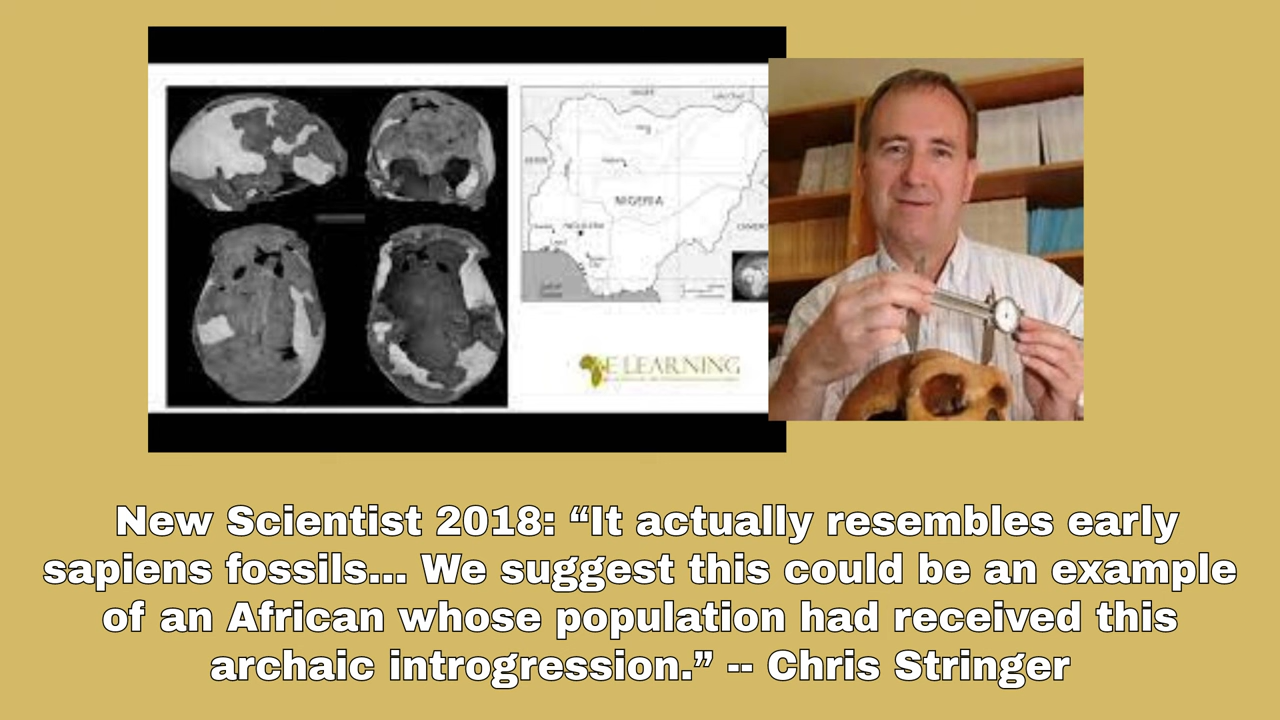 NIGERIA
E LEARNING
New Scientist 2018: “It actually resembles early
sapiens fossils... We suggest this could be an example
of an African whose population had received this
archaic introgression.” -- Chris Stringer